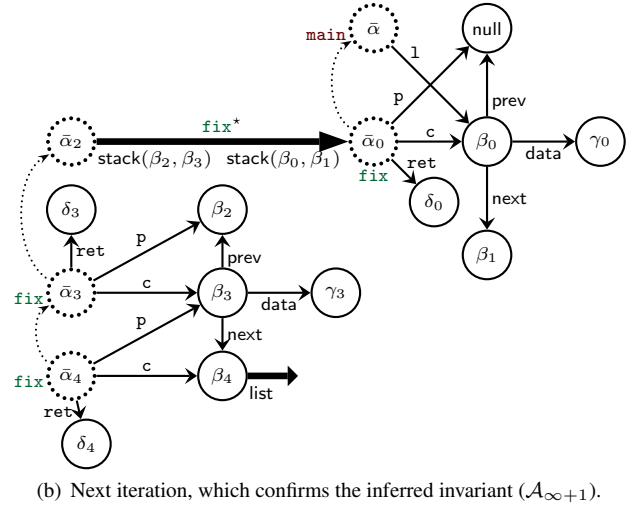 main
ᾱ
null
l
p
prev
ᾱ₂
fix*
stack(β₂, β₃) stack(β₀, β₁)
ᾱ₀
c
β₀
data
γ₀
fix
ret
δ₀
next
β₁
δ₃
ret
p
β₂
prev
fix
ᾱ₃
c
β₃
data
γ₃
p
next
fix
ᾱ₄
c
β₄
list
ret
δ₄
(b) Next iteration, which confirms the inferred invariant (𝒜∞₊₁).